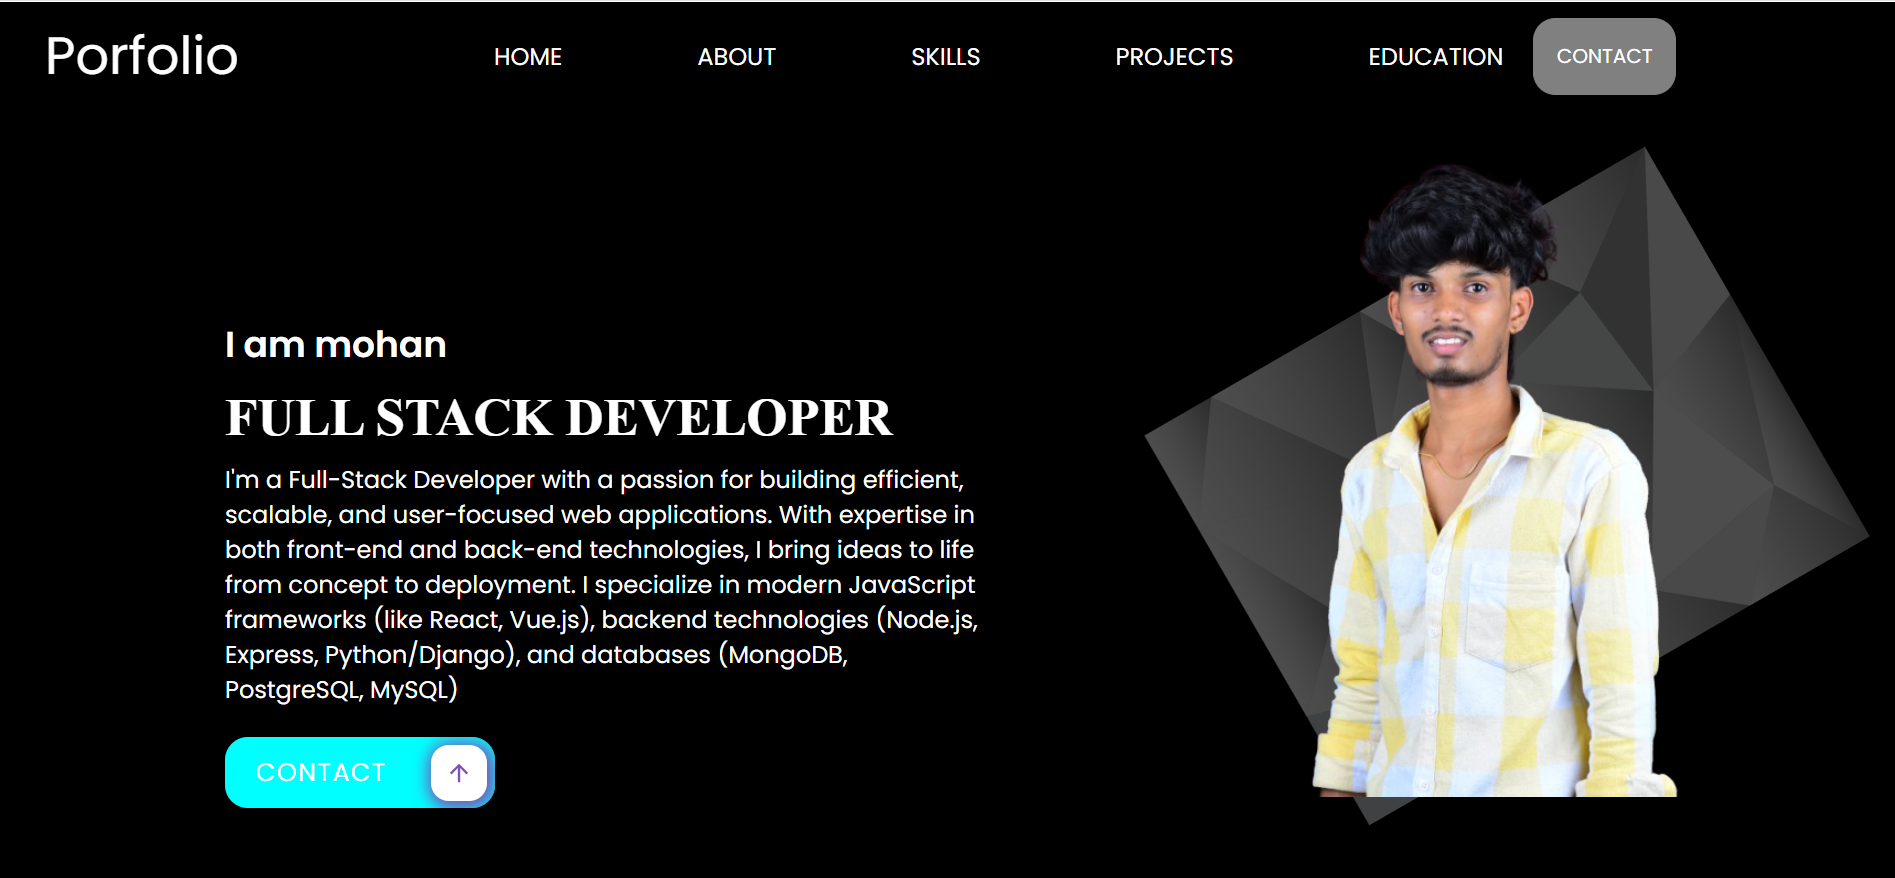 Porfolio
HOME
ABOUT
SKILLS
PROJECTS
EDUCATION
CONTACT
I am mohan
FULL STACK DEVELOPER
I'm a Full-Stack Developer with a passion for building efficient,
scalable, and user-focused web applications. With expertise in
both front-end and back-end technologies, I bring ideas to life
from concept to deployment. I specialize in modern JavaScript
frameworks (like React, Vue.js), backend technologies (Node.js,
Express, Python/Django), and databases (MongoDB,
PostgreSQL, MySQL)
CONTACT